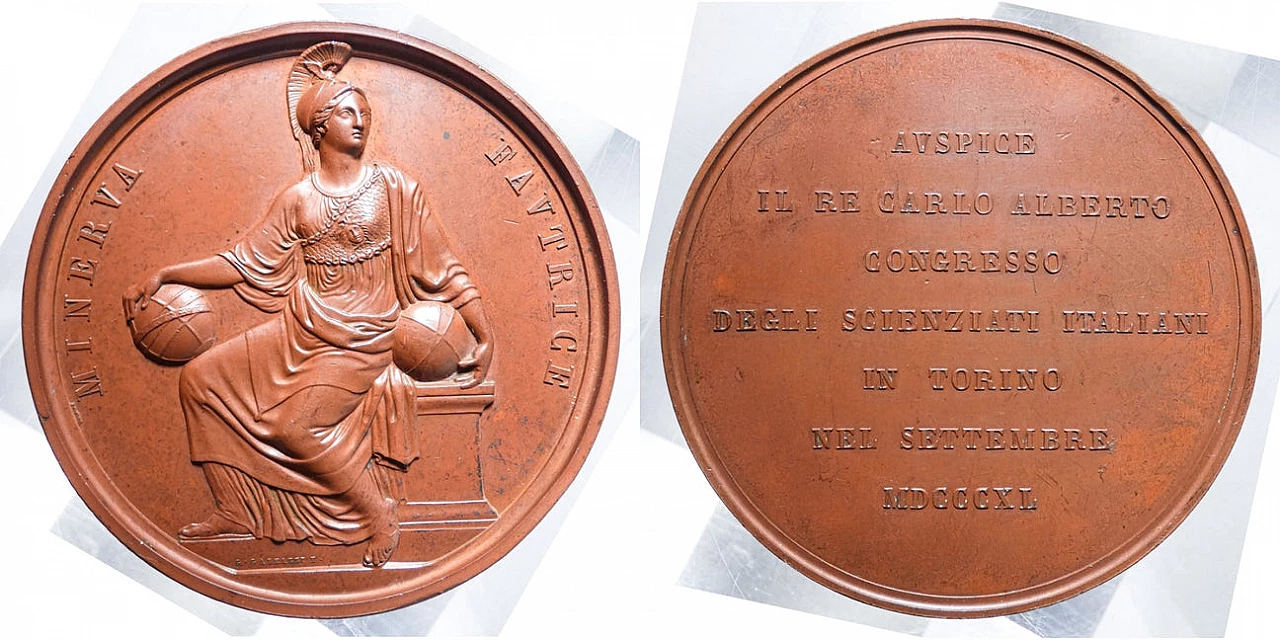 MINERVA FAVTRICE
AVSPICE
IL RE CARLO ALBERTO
CONGRESSO
DEGLI SCIENZIATI ITALIANI
IN TORINO
NEL SETTEMBRE
MDCCCXL